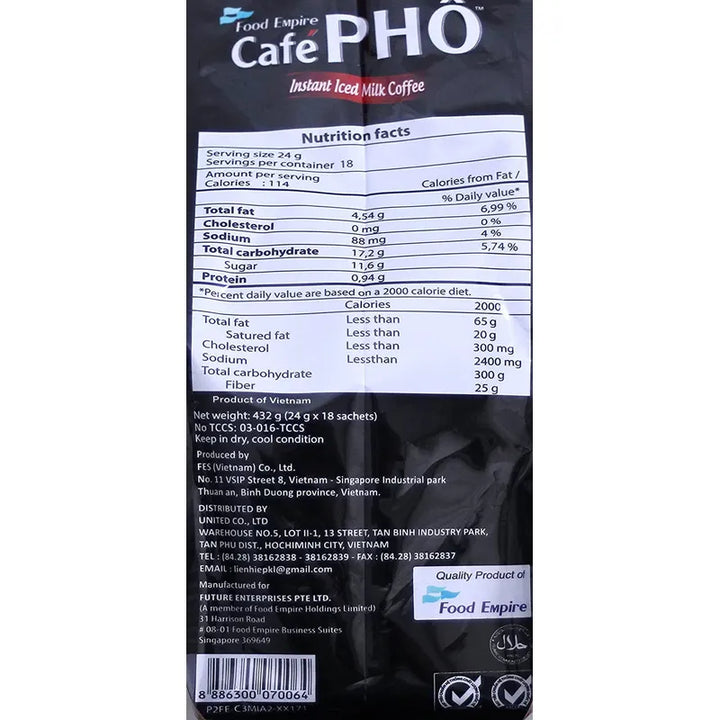 Food Empire
Café PHỐ™
Instant Iced Milk Coffee
Nutrition facts
Serving size 24 g
Servings per container 18
Amount per serving
Calories : 114 Calories from Fat /
% Daily value*
Total fat 4,54 g 6,99 %
Cholesterol 0 mg 0 %
Sodium 88 mg 4 %
Total carbohydrate 17,2 g 5,74 %
Sugar 11,6 g
Protein 0,94 g
*Percent daily value are based on a 2000 calorie diet.
Calories 2000
Total fat Less than 65 g
Satured fat Less than 20 g
Cholesterol Less than 300 mg
Sodium Lessthan 2400 mg
Total carbohydrate 300 g
Fiber 25 g
Product of Vietnam
Net weight: 432 g (24 g x 18 sachets)
No TCCS: 03-016-TCCS
Keep in dry, cool condition
Produced by
FES (Vietnam) Co., Ltd.
No. 11 VSIP Street 8, Vietnam - Singapore Industrial park
Thuan an, Binh Duong province, Vietnam.
DISTRIBUTED BY
UNITED CO., LTD
WAREHOUSE NO.5, LOT II-1, 13 STREET, TAN BINH INDUSTRY PARK,
TAN PHU DIST., HOCHIMINH CITY, VIETNAM
TEL : (84.28) 38162838 - 38162839 - FAX : (84.28) 38162837
EMAIL : lienhiepkl@gmail.com
Manufactured for
FUTURE ENTERPRISES PTE LTD.
(A member of Food Empire Holdings Limited)
31 Harrison Road
# 08-01 Food Empire Business Suites
Singapore 369649
Quality Product of
Food Empire
حلال
8 886300 070064
P2FE-C3MIA2-XX171